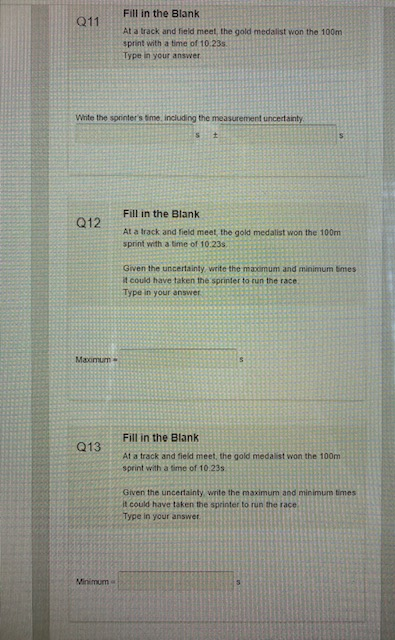 Q11
Fill in the Blank
At a track and field meet, the gold medalist won the 100m
sprint with a time of 10.23s.
Type in your answer.
Write the sprinter's time, including the measurement uncertainty.
s ± s
Q12
Fill in the Blank
At a track and field meet, the gold medalist won the 100m
sprint with a time of 10.23s.
Given the uncertainty, write the maximum and minimum times
it could have taken the sprinter to run the race.
Type in your answer.
Maximum = s
Q13
Fill in the Blank
At a track and field meet, the gold medalist won the 100m
sprint with a time of 10.23s.
Given the uncertainty, write the maximum and minimum times
it could have taken the sprinter to run the race.
Type in your answer.
Minimum = s